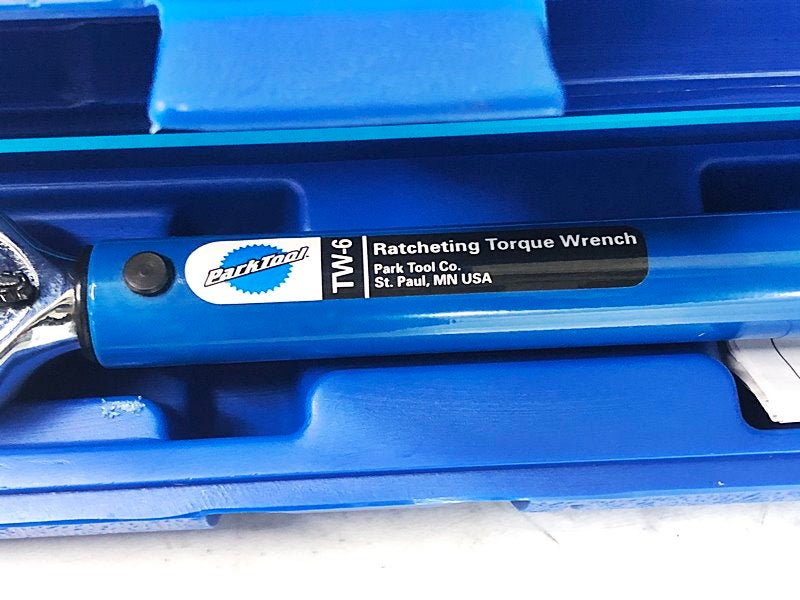 ParkTool
TW-6
Ratcheting Torque Wrench
Park Tool Co.
St. Paul, MN USA